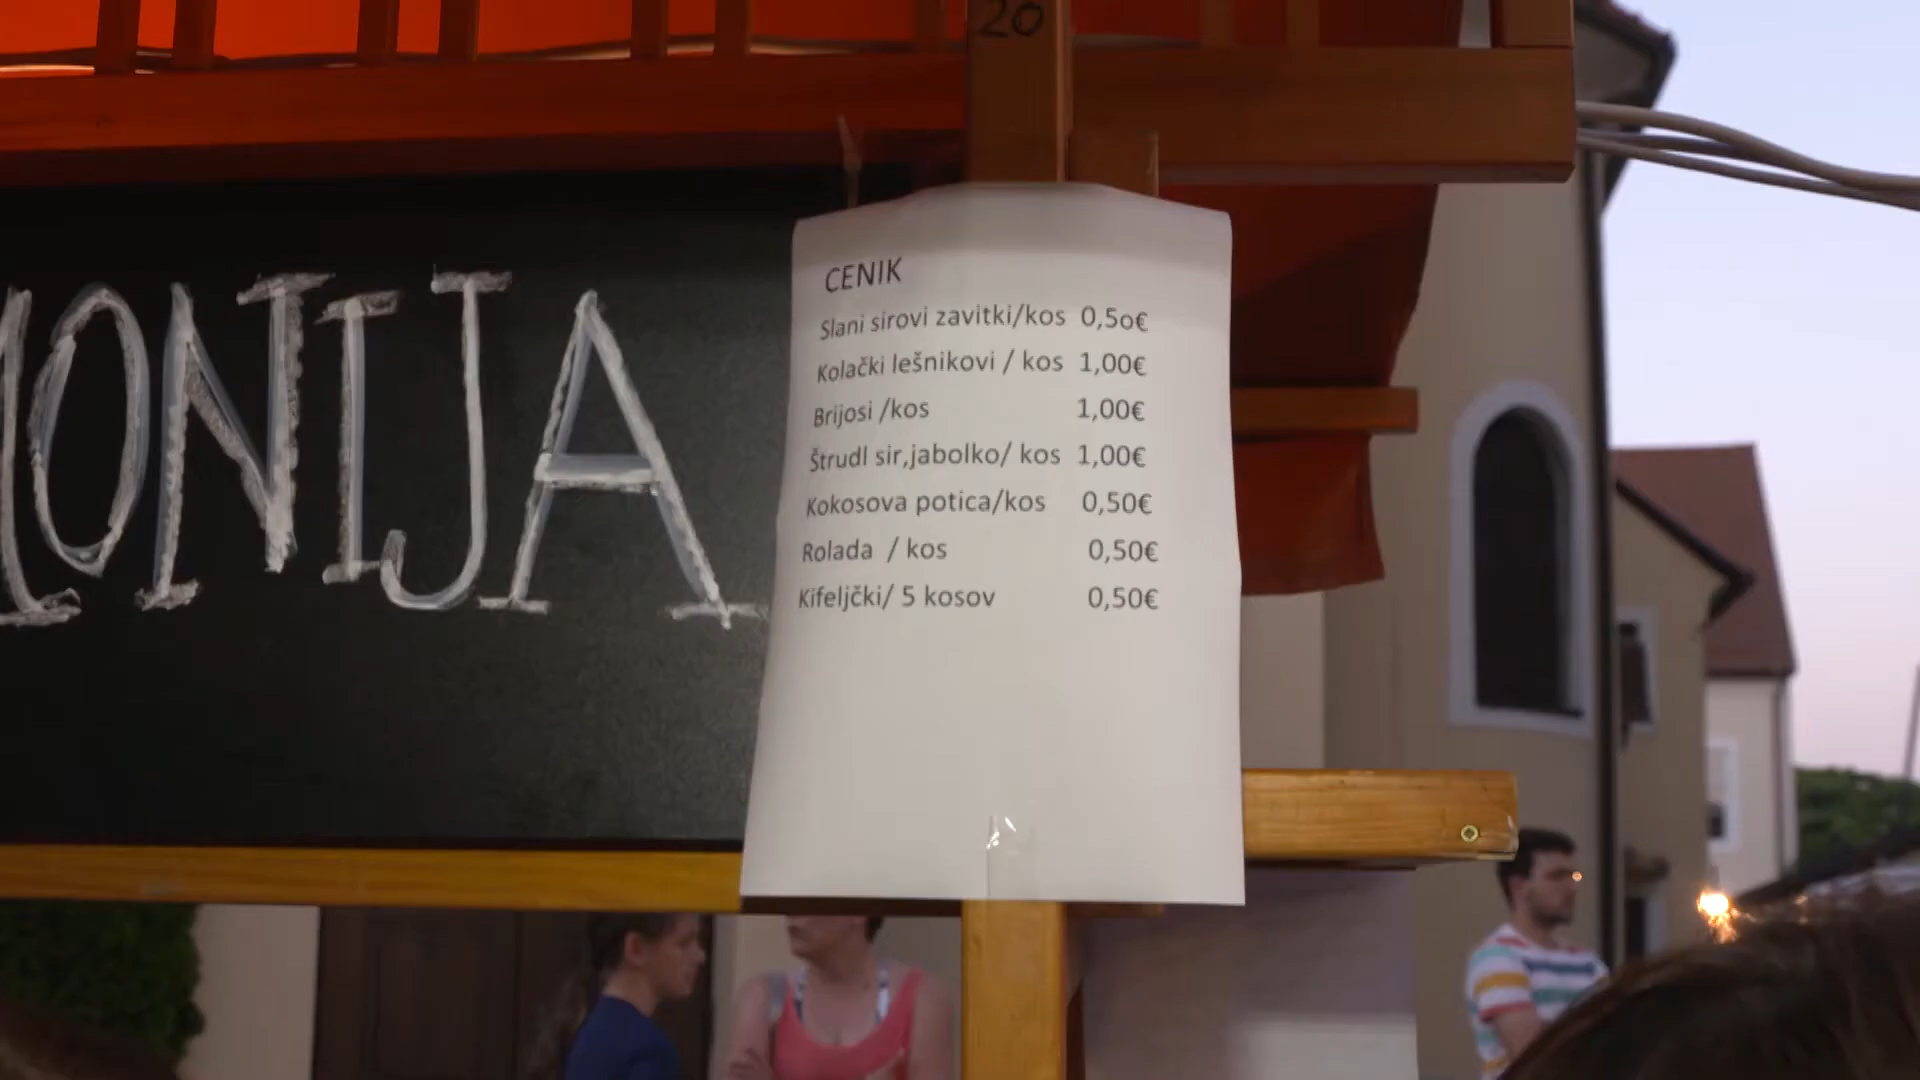 20
ONIJA
CENIK
Slani sirovi zavitki/kos 0,5o€
Kolački lešnikovi / kos 1,00€
Brijosi /kos 1,00€
Štrudl sir,jabolko/ kos 1,00€
Kokosova potica/kos 0,50€
Rolada / kos 0,50€
Kifeljčki/ 5 kosov 0,50€